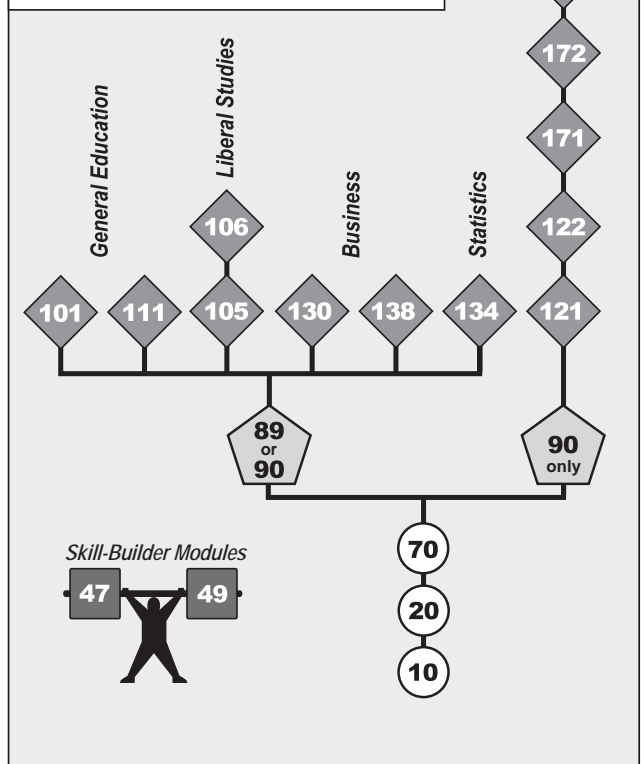 172
171
Liberal Studies
General Education
106
122
Business
Statistics
101
111
105
130
138
134
121
89
or
90
90
only
Skill-Builder Modules
47
49
70
20
10